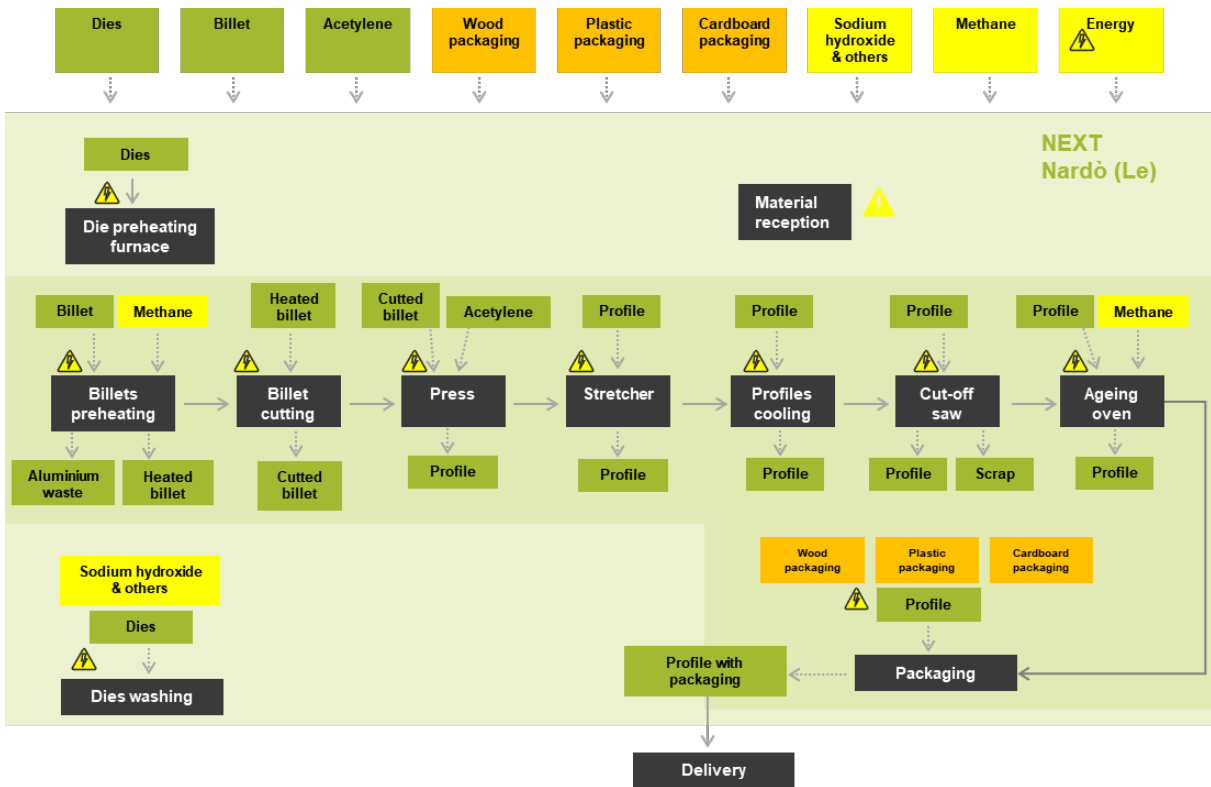 Dies
Billet
Acetylene
Wood
packaging
Plastic
packaging
Cardboard
packaging
Sodium
hydroxide
& others
Methane
Energy
NEXT
Nardò (Le)
Dies
Die preheating
furnace
Material
reception
Billet
Methane
Heated
billet
Cutted
billet
Acetylene
Profile
Profile
Profile
Profile
Methane
Billets
preheating
Billet
cutting
Press
Stretcher
Profiles
cooling
Cut-off
saw
Ageing
oven
Aluminium
waste
Heated
billet
Cutted
billet
Profile
Profile
Profile
Profile
Scrap
Profile
Wood
packaging
Plastic
packaging
Cardboard
packaging
Profile
Sodium hydroxide
& others
Dies
Dies washing
Profile with
packaging
Packaging
Delivery